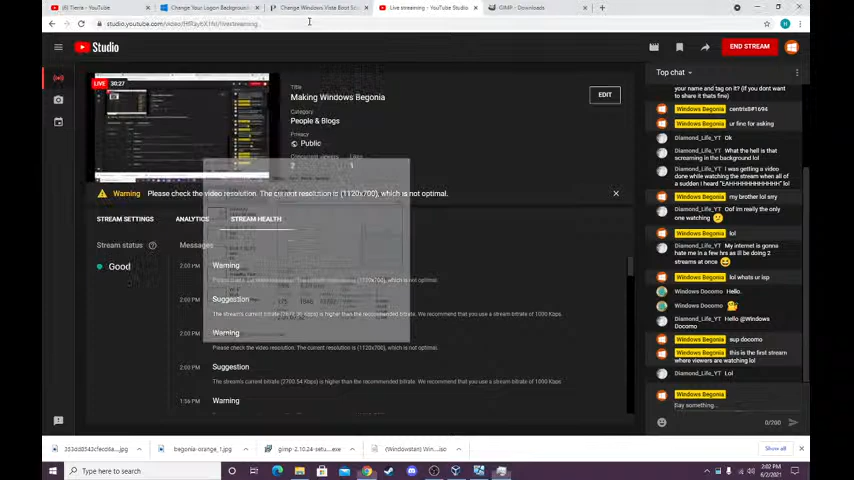 (4) Tierra - YouTube
Change Your Logon Background
Change Windows Vista Boot Sc
Live streaming - YouTube Studio
GIMP - Downloads
Studio
END STREAM
LIVE 30:27
Title
Making Windows Begonia
EDIT
Category
People & Blogs
Privacy
Public
Warning Please check the video resolution. The current resolution is (1120x700), which is not optimal.
STREAM SETTINGS
ANALYTICS
STREAM HEALTH
Stream status
Good
Messages
2:00 PM
Warning
2:00 PM
Suggestion
The stream's current bitrate
is higher than the recommended bitrate. We recommend that you use a stream bitrate of 1000 Kbps
2:00 PM
Warning
Please check the video resolution. The current resolution is (1120x700), which is not optimal.
2:00 PM
Suggestion
The stream's current bitrate (2700.54 Kbps) is higher than the recommended bitrate. We recommend that you use a stream bitrate of 1000 Kbps
1:56 PM
Warning
Top chat
your name and tag on it? (if you dont
want to share it thats fine)
Windows Begonia centrixS#1694
Windows Begonia ur fine for asking
Diamond_Life_YT Ok
Diamond_Life_YT What the hell is that
screaming in the background lol
Diamond_Life_YT I was getting a video
done while watching the stream when all of
a sudden I heard
Windows Begonia my brother lol srry
Diamond_Life_YT Oof im really the only
one watching
Windows Begonia lol
Diamond_Life_YT My internet is gonna
hate me in a few hrs as ill be doing 2
streams at once
Windows Begonia lol whats ur isp
Windows Docomo Hello.
Windows Docomo
Diamond_Life_YT Hello @Windows
Docomo
Windows Begonia sup docomo
Windows Begonia this is the first stream
where viewers are watching lol
Diamond_Life_YT Lol
Windows Begonia
Say something...
0/200
begonia-orange_1.jpg
gimp-2.10.24-setu....exe
(Windowstan) Win....iso
Show all
Type here to search
2:02 PM
6/2/2021